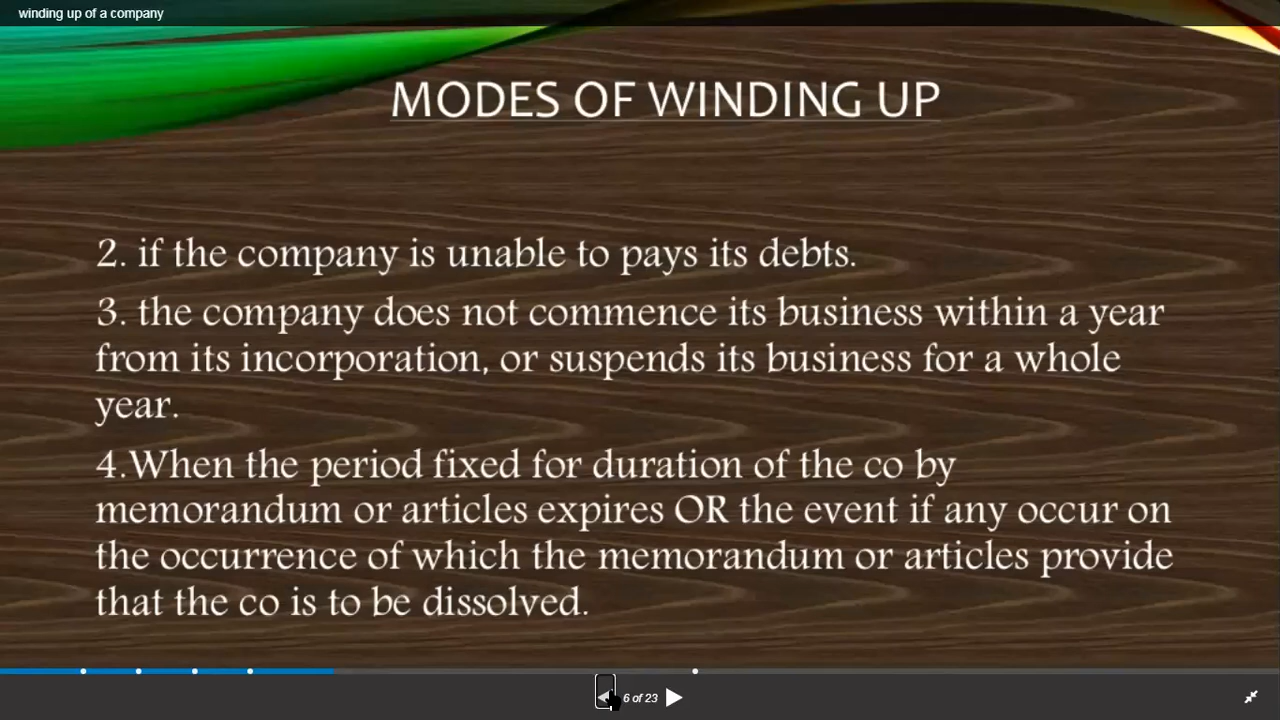 winding up of a company
MODES OF WINDING UP
2. if the company is unable to pays its debts.
3. the company does not commence its business within a year
from its incorporation, or suspends its business for a whole
year.
4.When the period fixed for duration of the co by
memorandum or articles expires OR the event if any occur on
the occurrence of which the memorandum or articles provide
that the co is to be dissolved.
6 of 23